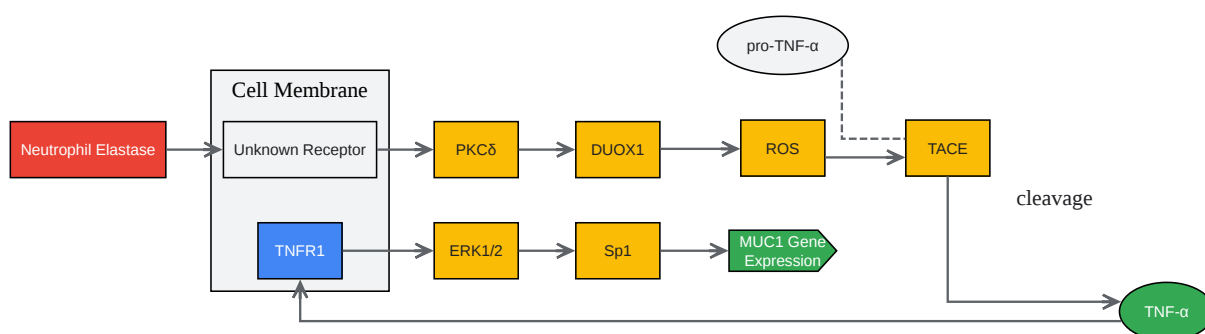 pro-TNF-α
Cell Membrane
Neutrophil Elastase
Unknown Receptor
PKCδ
DUOX1
ROS
TACE
cleavage
TNFR1
ERK1/2
Sp1
MUC1 Gene
Expression
TNF-α